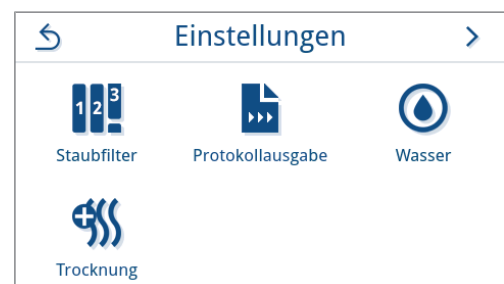 Einstellungen
1 2 3
Staubfilter
Protokollausgabe
Wasser
Trocknung